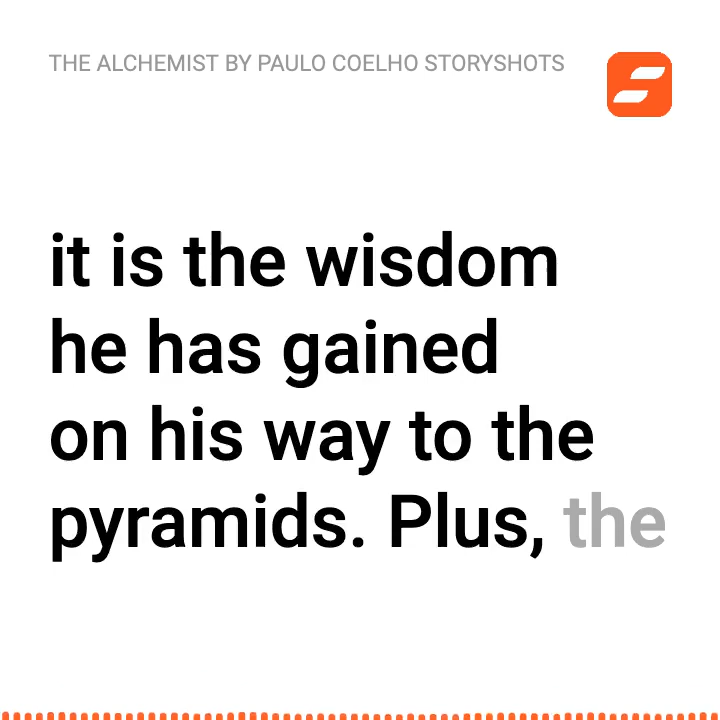 THE ALCHEMIST BY PAULO COELHO STORYSHOTS
it is the wisdom
he has gained
on his way to the
pyramids. Plus, the